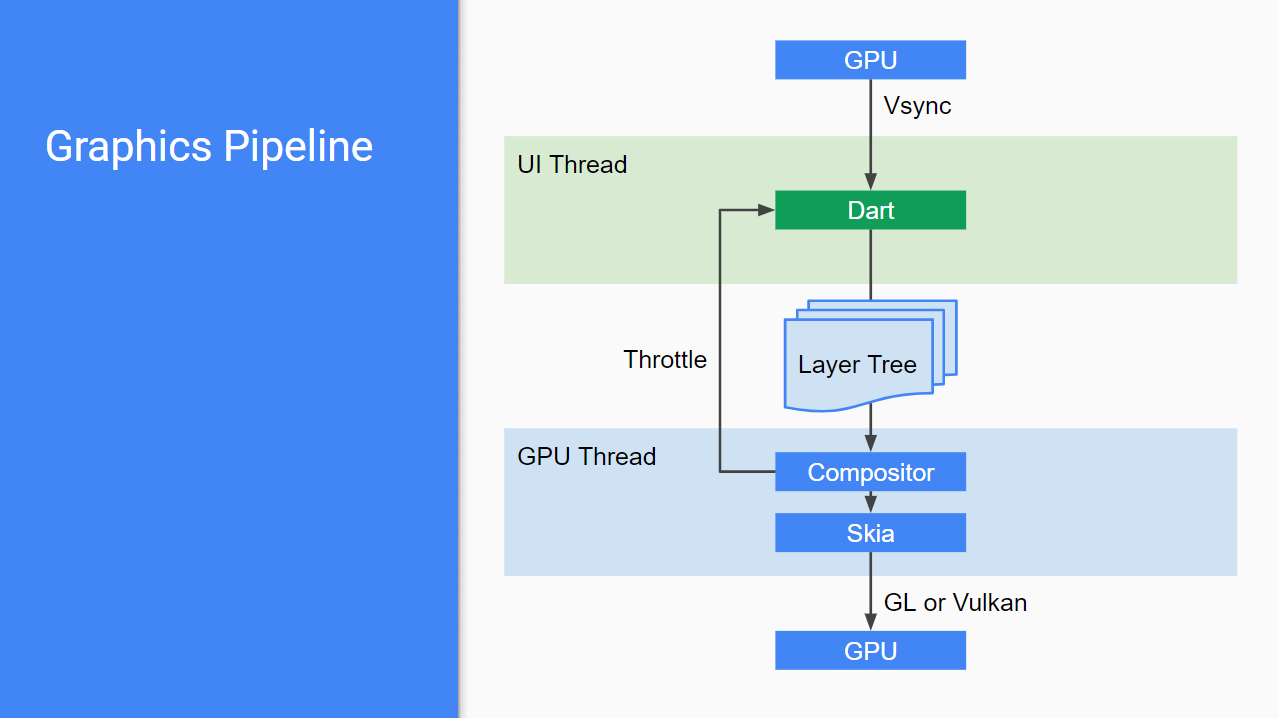 Graphics Pipeline
GPU
Vsync
UI Thread
Dart
Throttle
Layer Tree
GPU Thread
Compositor
Skia
GL or Vulkan
GPU